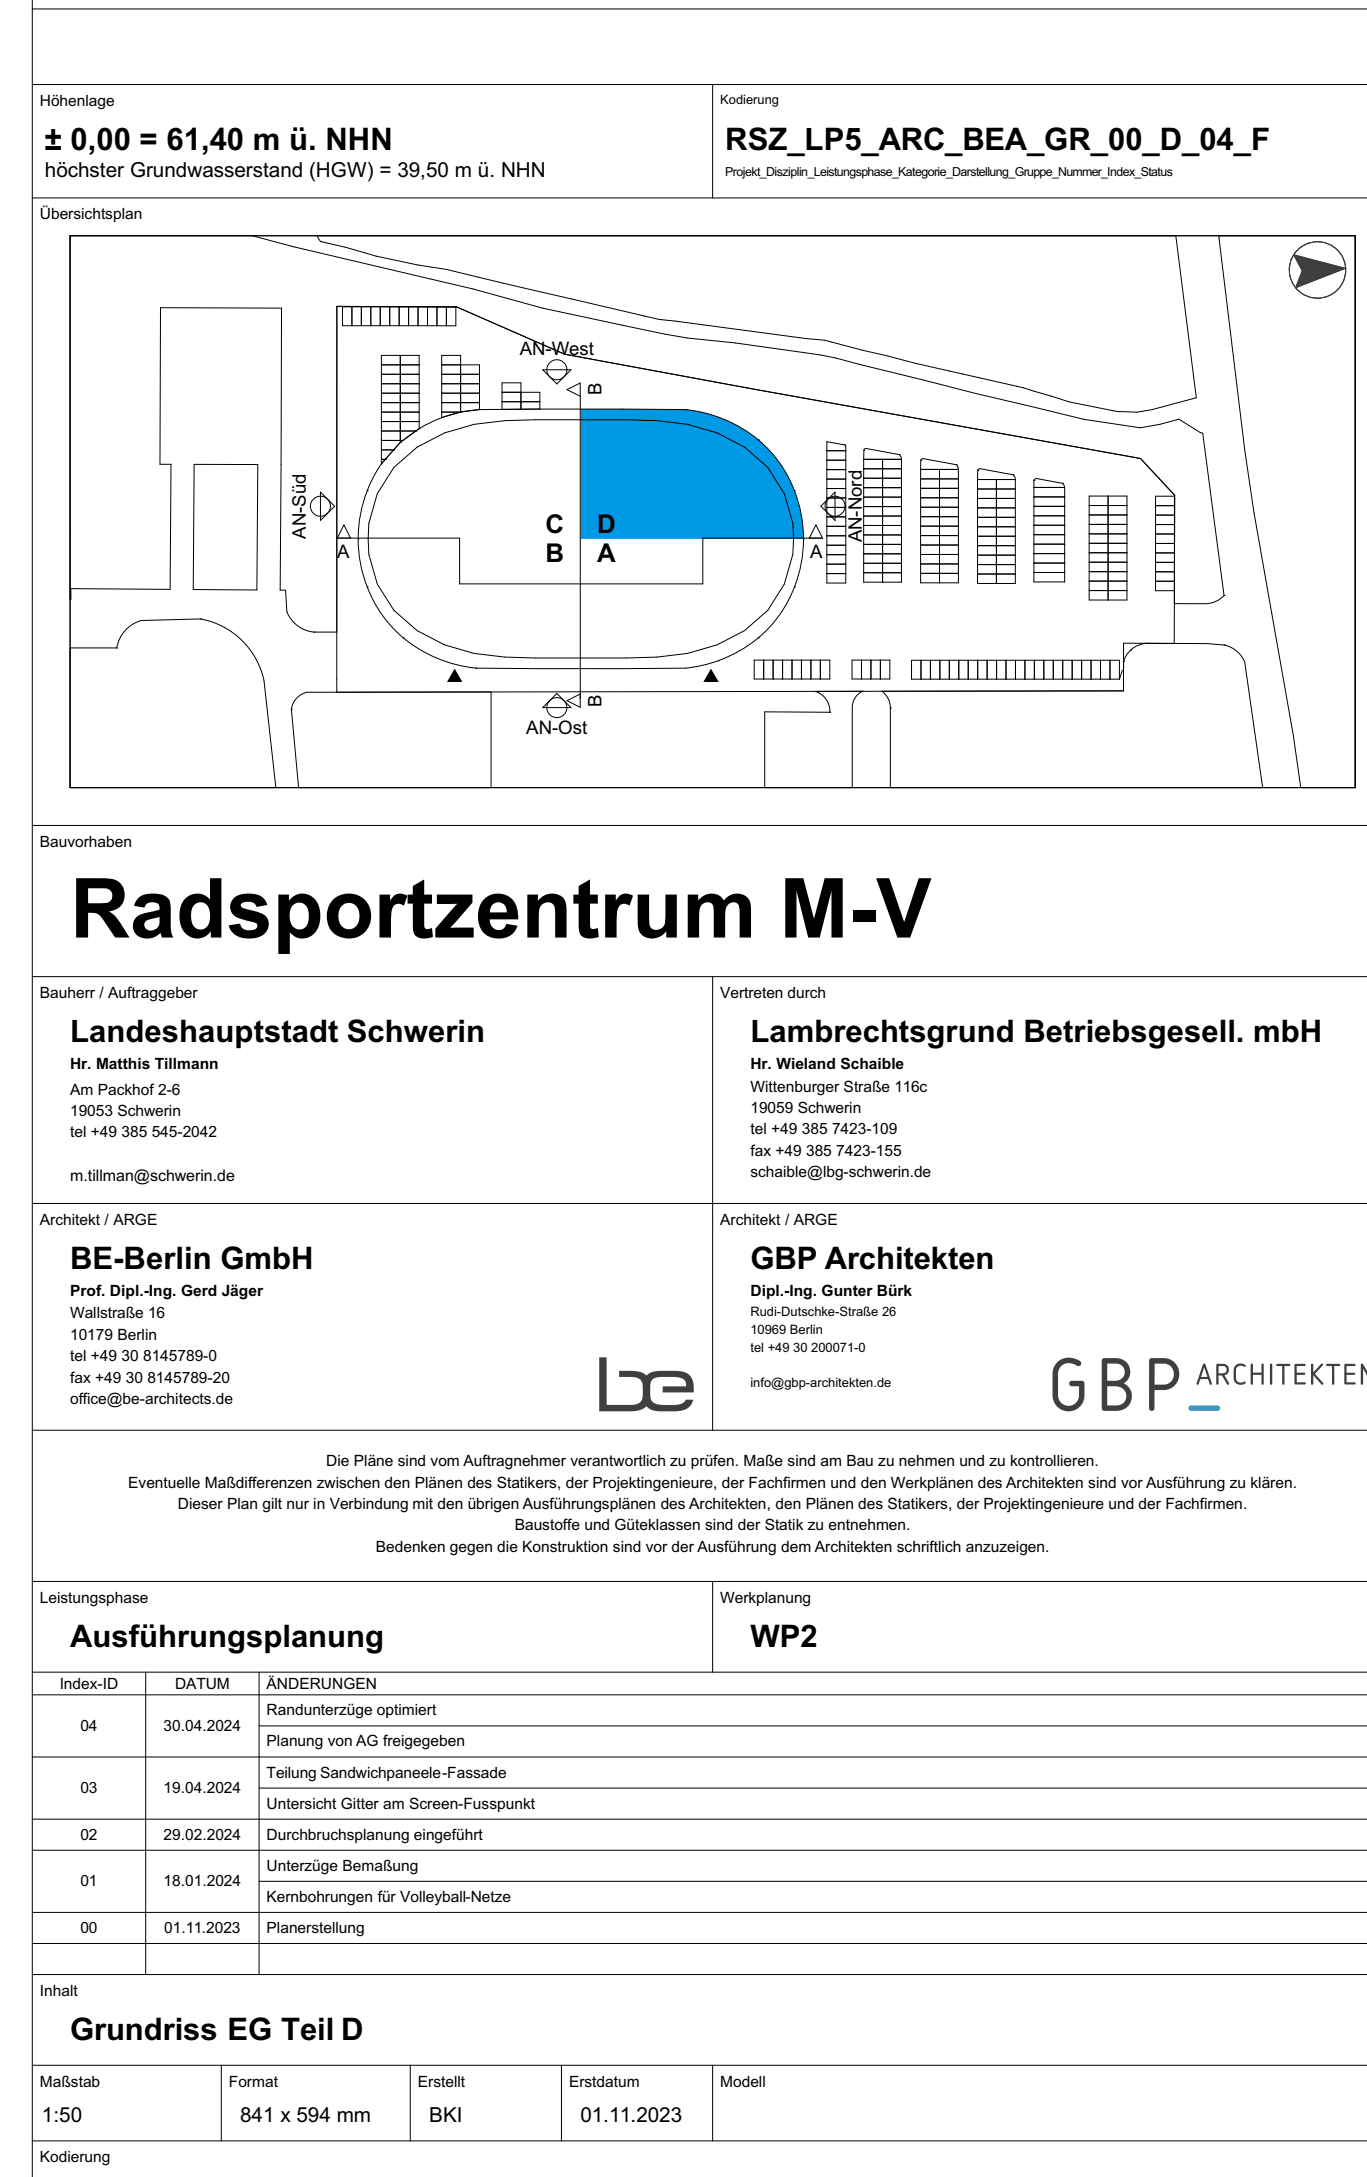 Höhenlage
± 0,00 = 61,40 m ü. NHN
höchster Grundwasserstand (HGW) = 39,50 m ü. NHN
Kodierung
RSZ_LP5_ARC_BEA_GR_00_D_04_F
Projekt_Disziplin_Leistungsphase_Kategorie_Darstellung_Gruppe_Nummer_Index_Status
Übersichtsplan
AN-West
B
AN-Süd
AN-Nord
C D
B A
A
A
B
AN-Ost
Bauvorhaben
Radsportzentrum M-V
Bauherr / Auftraggeber
Landeshauptstadt Schwerin
Hr. Matthis Tillmann
Am Packhof 2-6
19053 Schwerin
tel +49 385 545-2042
m.tillman@schwerin.de
Vertreten durch
Lambrechtsgrund Betriebsgesell. mbH
Hr. Wieland Schaible
Wittenburger Straße 116c
19059 Schwerin
tel +49 385 7423-109
fax +49 385 7423-155
schaible@lbg-schwerin.de
Architekt / ARGE
BE-Berlin GmbH
Prof. Dipl.-Ing. Gerd Jäger
Wallstraße 16
10179 Berlin
tel +49 30 8145789-0
fax +49 30 8145789-20
office@be-architects.de
be
Architekt / ARGE
GBP Architekten
Dipl.-Ing. Gunter Bürk
Rudi-Dutschke-Straße 26
10969 Berlin
tel +49 30 200071-0
info@gbp-architekten.de
GBP_ARCHITEKTEN
Die Pläne sind vom Auftragnehmer verantwortlich zu prüfen. Maße sind am Bau zu nehmen und zu kontrollieren.
Eventuelle Maßdifferenzen zwischen den Plänen des Statikers, der Projektingenieure, der Fachfirmen und den Werkplänen des Architekten sind vor Ausführung zu klären.
Dieser Plan gilt nur in Verbindung mit den übrigen Ausführungsplänen des Architekten, den Plänen des Statikers, der Projektingenieure und der Fachfirmen.
Baustoffe und Güteklassen sind der Statik zu entnehmen.
Bedenken gegen die Konstruktion sind vor der Ausführung dem Architekten schriftlich anzuzeigen.
Leistungsphase
Ausführungsplanung
Werkplanung
WP2
Index-ID DATUM ÄNDERUNGEN
04 30.04.2024 Randunterzüge optimiert
Planung von AG freigegeben
03 19.04.2024 Teilung Sandwichpaneele-Fassade
Untersicht Gitter am Screen-Fusspunkt
02 29.02.2024 Durchbruchsplanung eingeführt
01 18.01.2024 Unterzüge Bemaßung
Kernbohrungen für Volleyball-Netze
00 01.11.2023 Planerstellung
Inhalt
Grundriss EG Teil D
Maßstab Format Erstellt Erstdatum Modell
1:50 841 x 594 mm BKI 01.11.2023
Kodierung